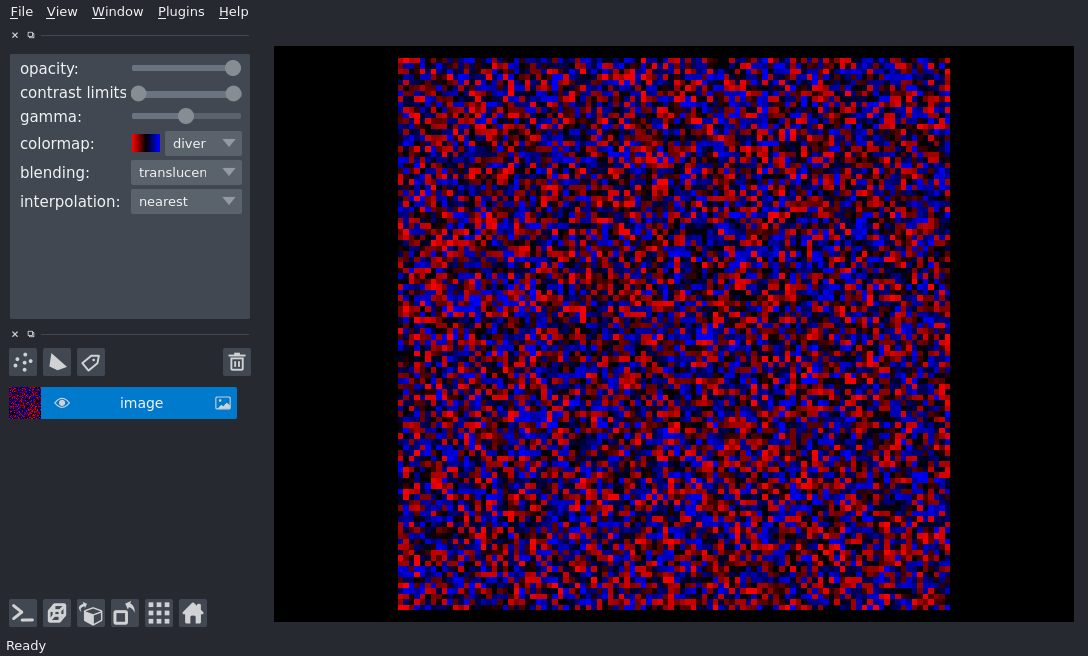 File View Window Plugins Help
opacity:
contrast limits
gamma:
colormap: diver
blending: translucen
interpolation: nearest
image
Ready